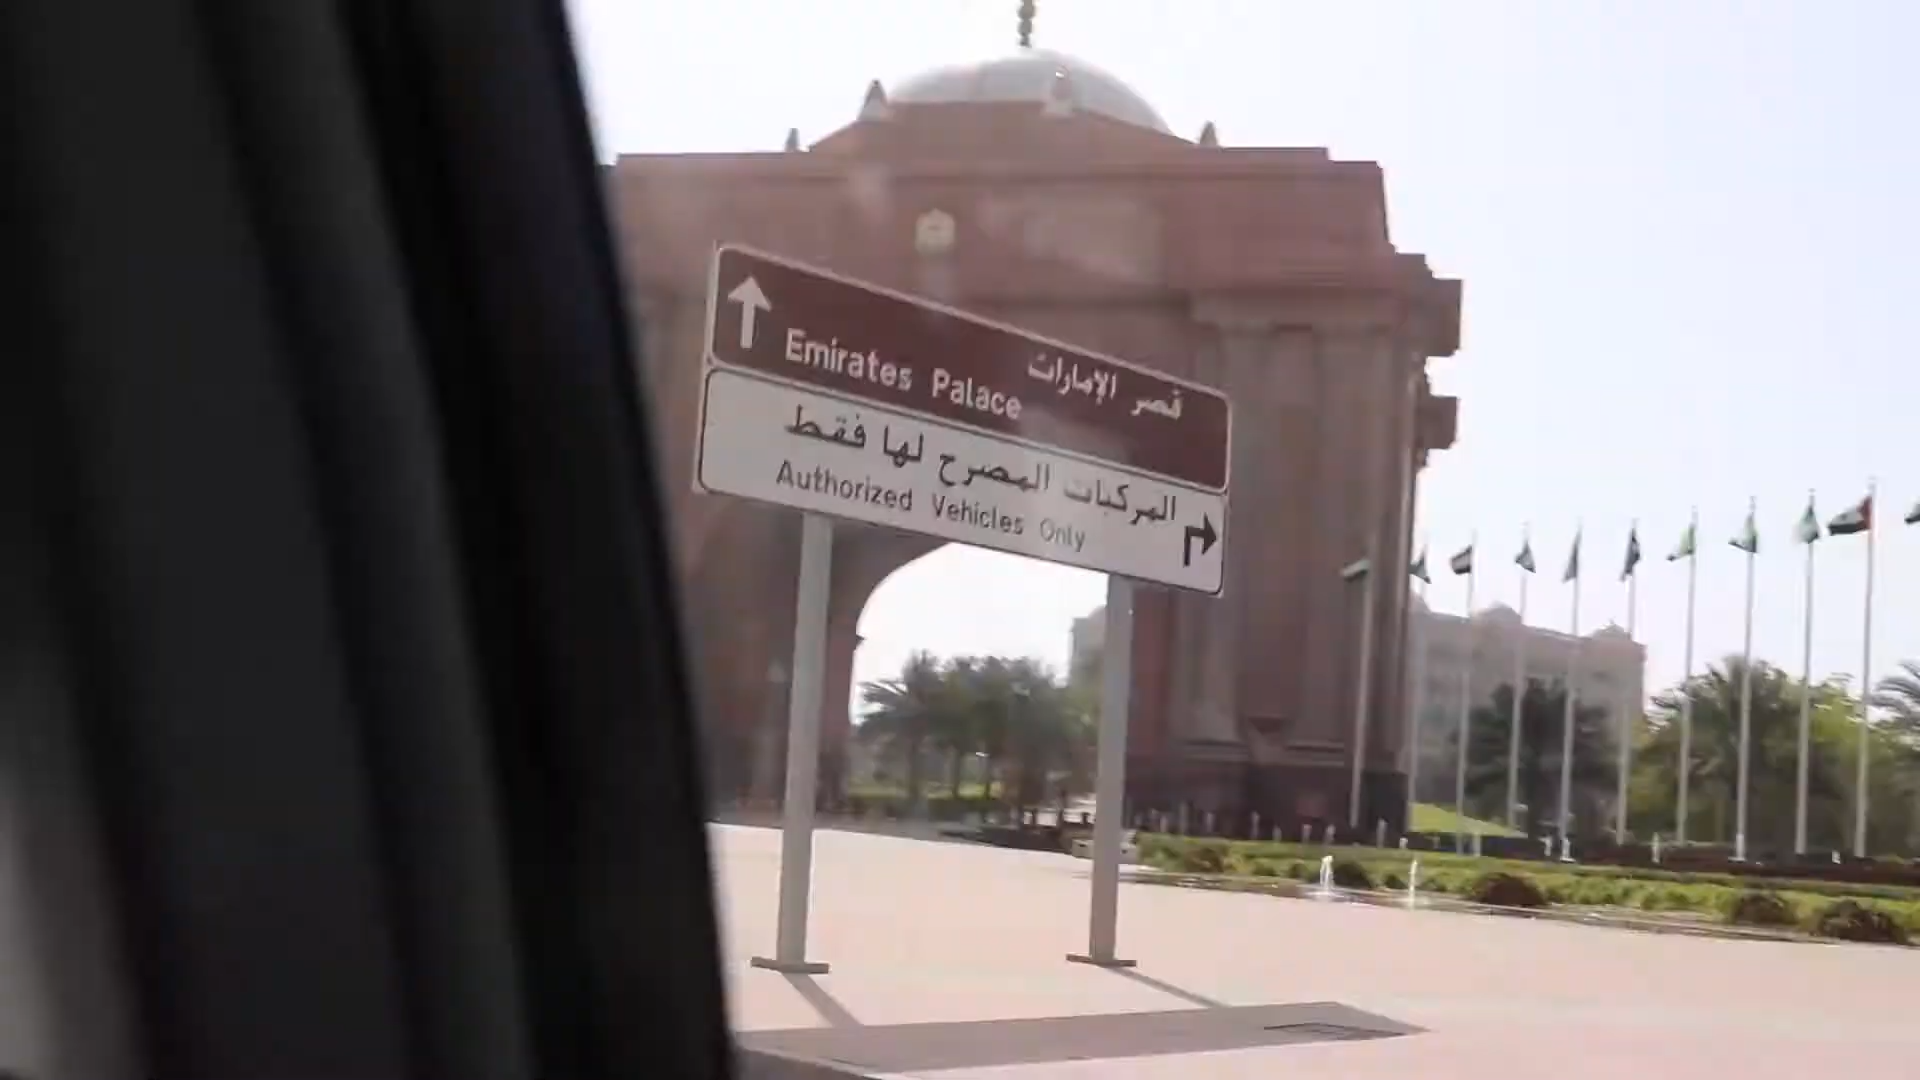 قصر الإمارات
Emirates Palace
المركبات المصرح لها فقط
Authorized Vehicles Only